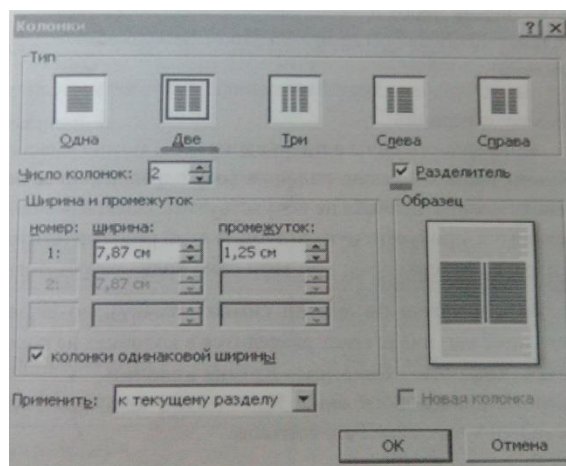 Колонки
Тип
Одна Две Три Слева Справа
Число колонок: 2 Разделитель
Ширина и промежуток Образец
номер: ширина: промежуток:
1: 7,87 см 1,25 см
2: 7,87 см
колонки одинаковой ширины
Применить: к текущему разделу Новая колонка
ОК Отмена